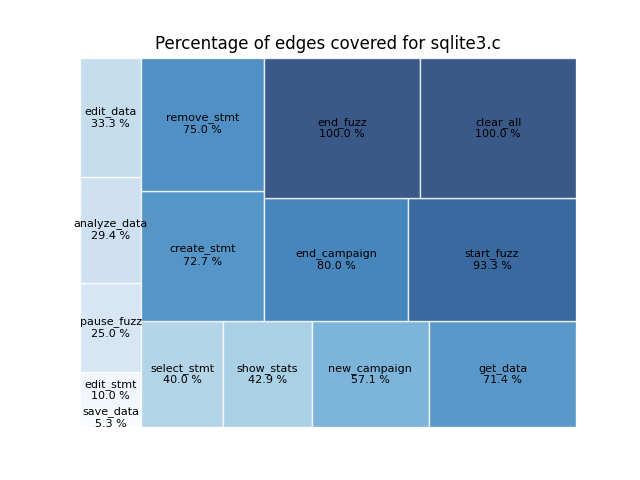 Percentage of edges covered for sqlite3.c
edit_data
33.3 %
remove_stmt
75.0 %
end_fuzz
100.0 %
clear_all
100.0 %
analyze_data
29.4 %
create_stmt
72.7 %
end_campaign
80.0 %
start_fuzz
93.3 %
pause_fuzz
25.0 %
select_stmt
40.0 %
show_stats
42.9 %
new_campaign
57.1 %
get_data
71.4 %
edit_stmt
10.0 %
save_data
5.3 %